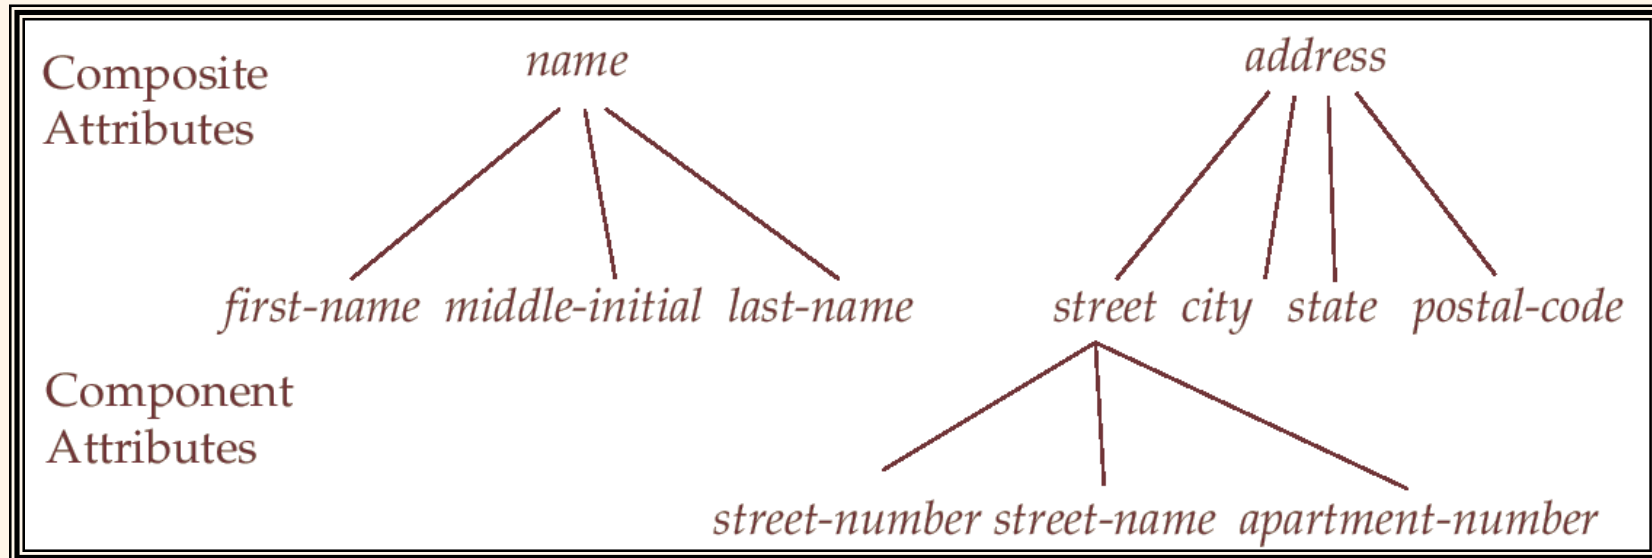 Composite
Attributes
name
address
first-name middle-initial last-name
street city state postal-code
Component
Attributes
street-number street-name apartment-number